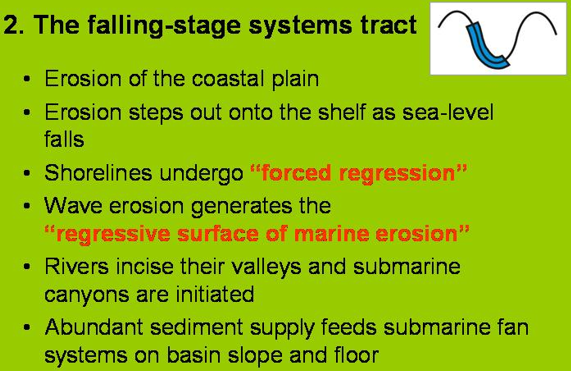 2. The falling-stage systems tract
• Erosion of the coastal plain
• Erosion steps out onto the shelf as sea-level
falls
• Shorelines undergo “forced regression”
• Wave erosion generates the
“regressive surface of marine erosion”
• Rivers incise their valleys and submarine
canyons are initiated
• Abundant sediment supply feeds submarine fan
systems on basin slope and floor